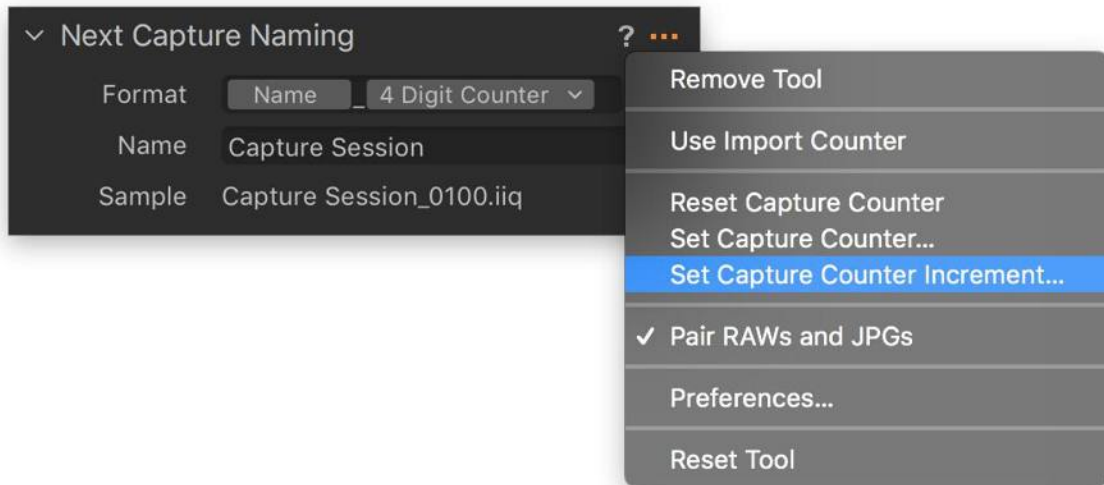 Next Capture Naming ?
Format Name _ 4 Digit Counter
Name Capture Session
Sample Capture Session_0100.iiq
Remove Tool
Use Import Counter
Reset Capture Counter
Set Capture Counter...
Set Capture Counter Increment...
Pair RAWs and JPGs
Preferences...
Reset Tool